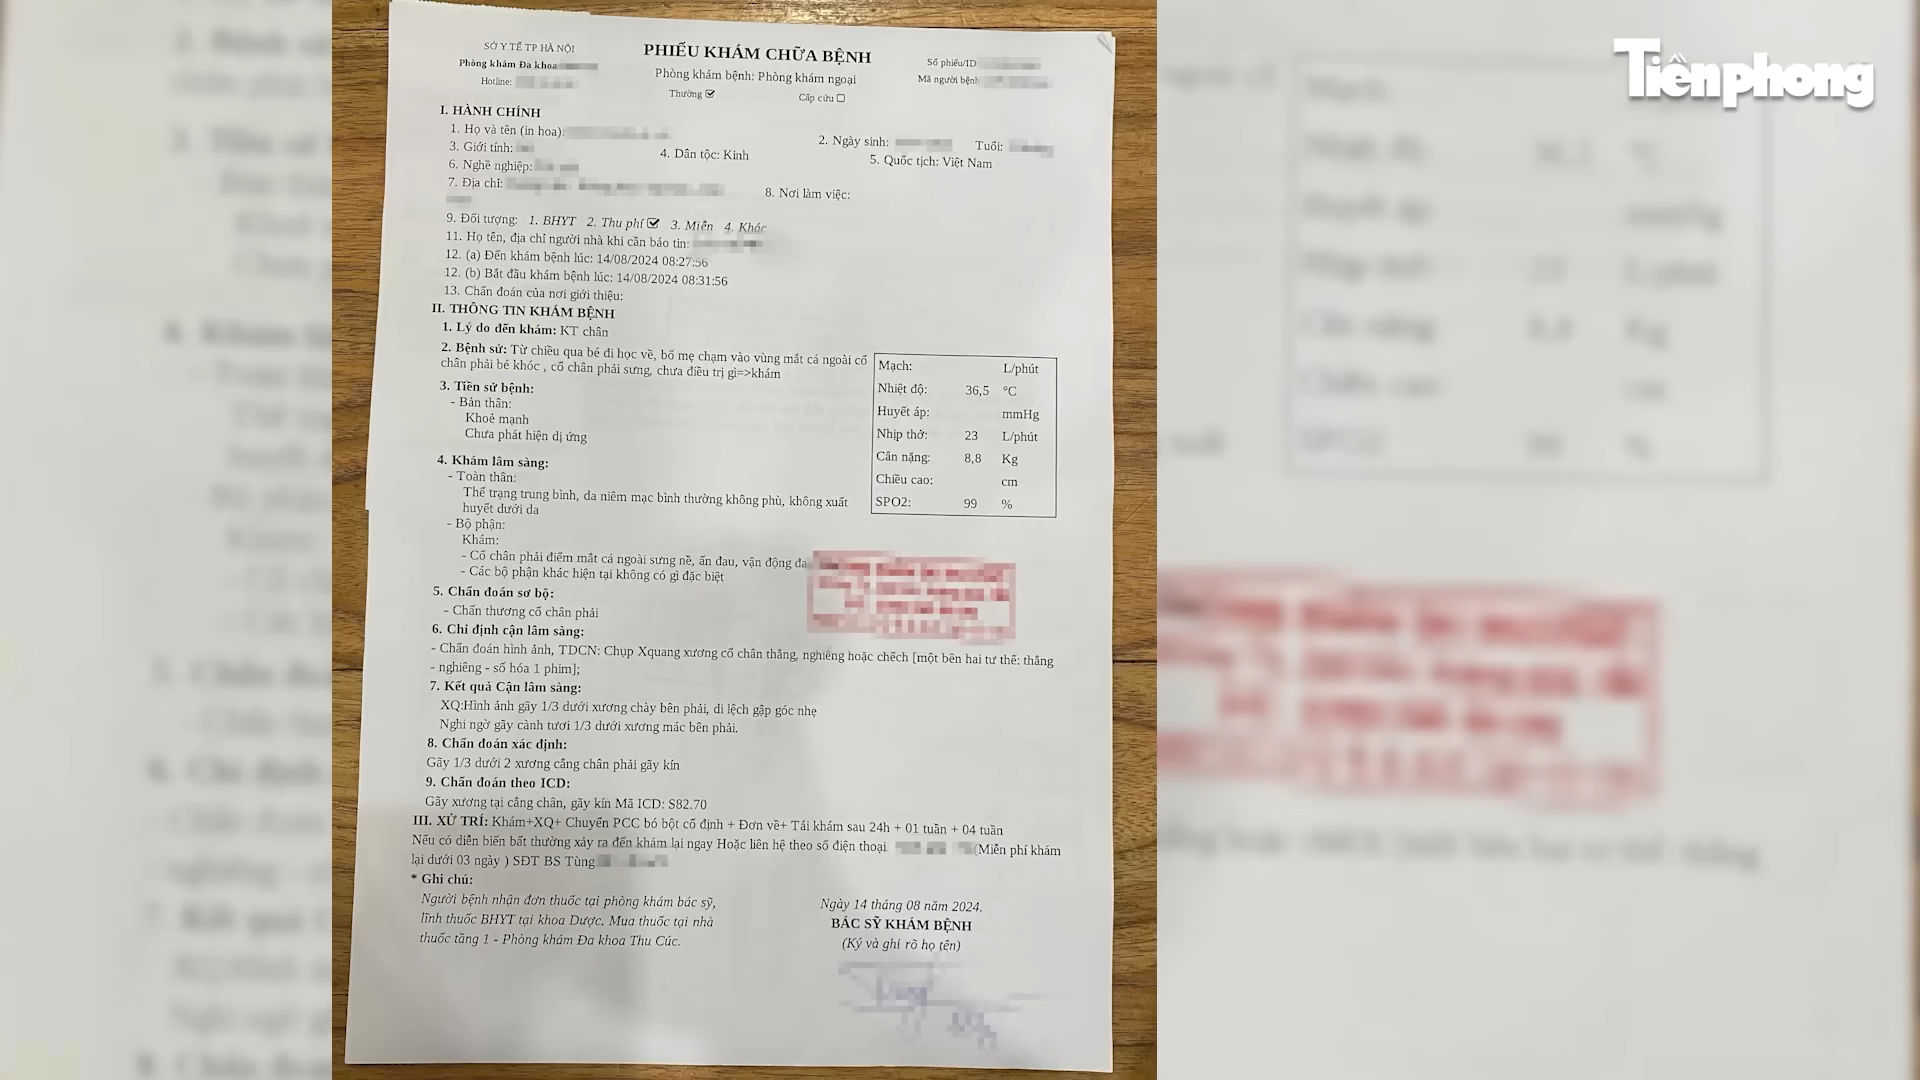 Tiền phong
SỞ Y TẾ TP HÀ NỘI
Phòng khám Đa khoa
Hotline:
PHIẾU KHÁM CHỮA BỆNH
Phòng khám bệnh: Phòng khám ngoại
Thường ☑ Cấp cứu ☐
Số phiếu/ID
Mã người bệnh
I. HÀNH CHÍNH
1. Họ và tên (in hoa):
2. Ngày sinh: Tuổi:
3. Giới tính:
4. Dân tộc: Kinh
5. Quốc tịch: Việt Nam
6. Nghề nghiệp:
7. Địa chỉ:
8. Nơi làm việc:
9. Đối tượng: 1. BHYT 2. Thu phí ☑ 3. Miễn 4. Khác
11. Họ tên, địa chỉ người nhà khi cần báo tin:
12. (a) Đến khám bệnh lúc: 14/08/2024 08:27:56
12. (b) Bắt đầu khám bệnh lúc: 14/08/2024 08:31:56
13. Chẩn đoán của nơi giới thiệu:
II. THÔNG TIN KHÁM BỆNH
1. Lý do đến khám: KT chân
2. Bệnh sử: Từ chiều qua bé đi học về, bố mẹ chạm vào vùng mắt cá ngoài cổ
chân phải bé khóc , cổ chân phải sưng, chưa điều trị gì=>khám
3. Tiền sử bệnh:
- Bản thân:
Khoẻ mạnh
Chưa phát hiện dị ứng
Mạch: L/phút
Nhiệt độ: 36,5 °C
Huyết áp: mmHg
Nhịp thở: 23 L/phút
Cân nặng: 8,8 Kg
Chiều cao: cm
SPO2: 99 %
4. Khám lâm sàng:
- Toàn thân:
Thể trạng trung bình, da niêm mạc bình thường không phù, không xuất
huyết dưới da
- Bộ phận:
Khám:
- Cổ chân phải điểm mắt cá ngoài sưng nề, ấn đau, vận động đa
- Các bộ phận khác hiện tại không có gì đặc biệt
5. Chẩn đoán sơ bộ:
- Chấn thương cổ chân phải
6. Chỉ định cận lâm sàng:
- Chẩn đoán hình ảnh, TDCN: Chụp Xquang xương cổ chân thẳng, nghiêng hoặc chếch [một bên hai tư thế: thẳng
- nghiêng - số hóa 1 phim];
7. Kết quả Cận lâm sàng:
XQ:Hình ảnh gãy 1/3 dưới xương chày bên phải, di lệch gập góc nhẹ
Nghi ngờ gãy cành tươi 1/3 dưới xương mác bên phải.
8. Chẩn đoán xác định:
Gãy 1/3 dưới 2 xương cẳng chân phải gãy kín
9. Chẩn đoán theo ICD:
Gãy xương tại cẳng chân, gãy kín Mã ICD: S82.70
III. XỬ TRÍ: Khám+XQ+ Chuyển PCC bó bột cố định + Đơn về+ Tái khám sau 24h + 01 tuần + 04 tuần
Nếu có diễn biến bất thường xảy ra đến khám lại ngay Hoặc liên hệ theo số điện thoại (Miễn phí khám
lại dưới 03 ngày ) SĐT BS Tùng
* Ghi chú:
Người bệnh nhận đơn thuốc tại phòng khám bác sỹ,
lĩnh thuốc BHYT tại khoa Dược. Mua thuốc tại nhà
thuốc tầng 1 - Phòng khám Đa khoa Thu Cúc.
Ngày 14 tháng 08 năm 2024.
BÁC SỸ KHÁM BỆNH
(Ký và ghi rõ họ tên)